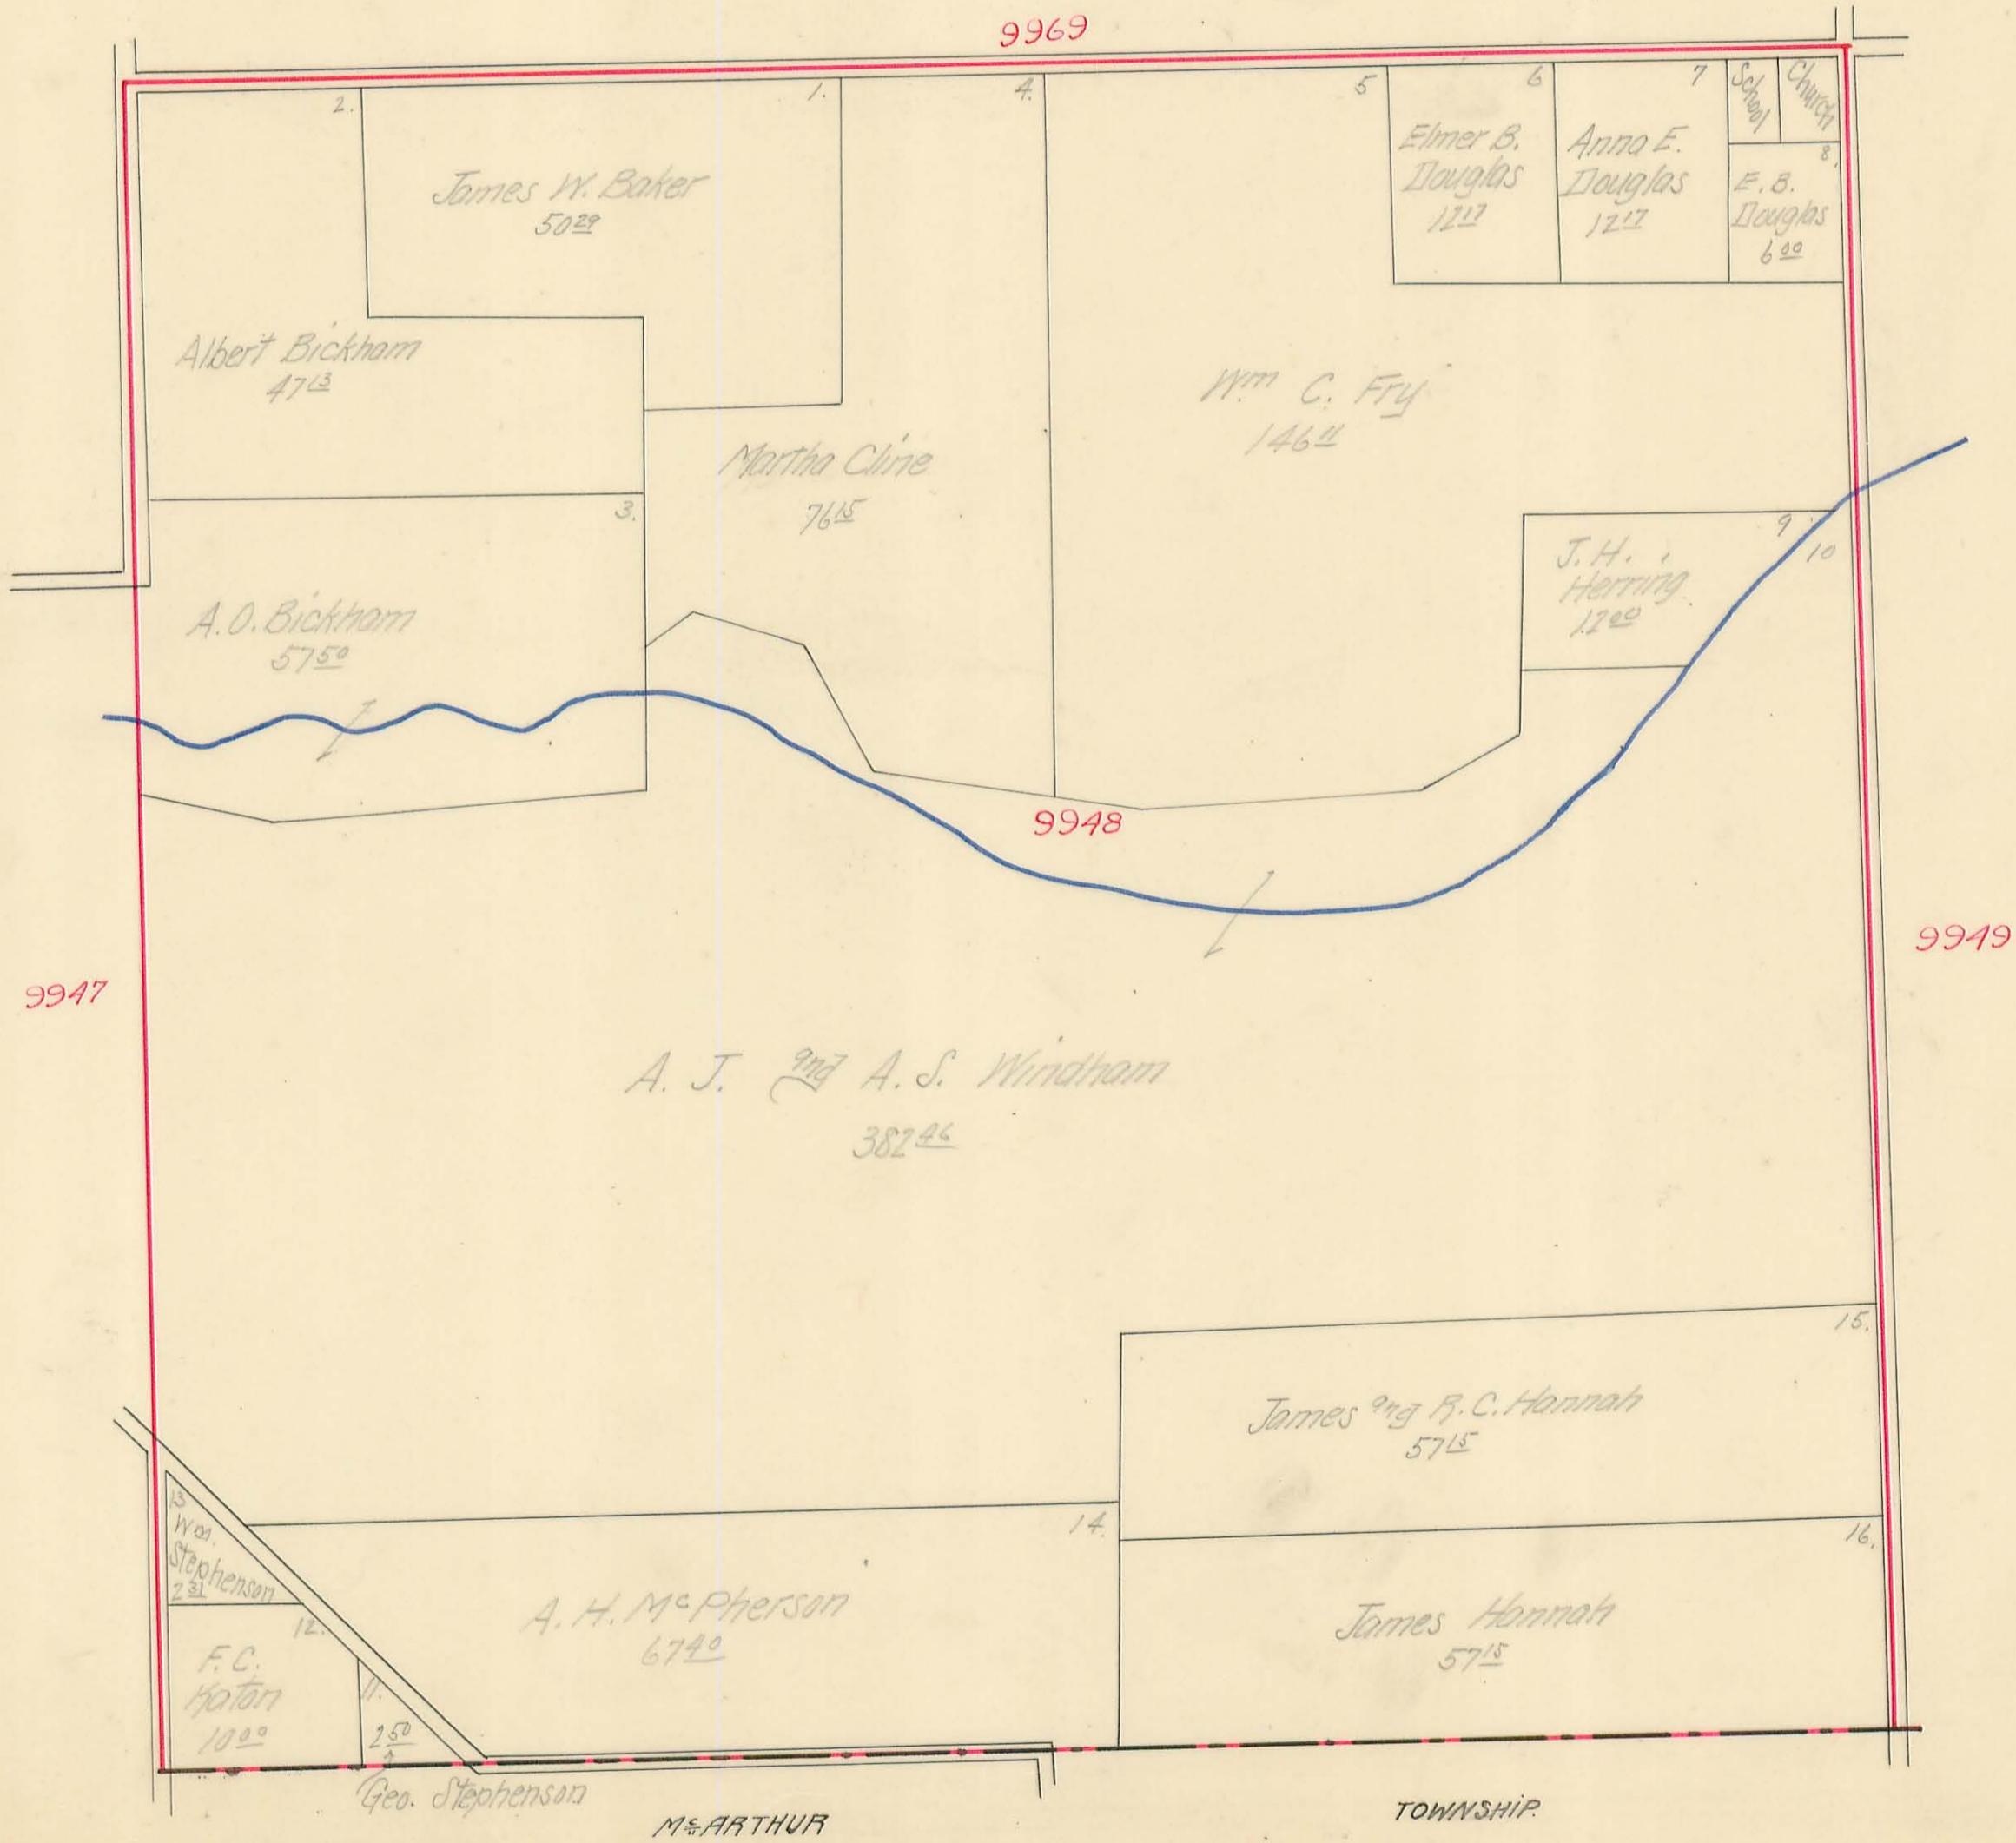 9969
2.
1.
4.
5
6
7
School
Church
James W. Baker
50 29
Elmer B.
Douglas
12 17
Anna E.
Douglas
12 17
8.
E. B.
Douglas
6 00
Albert Bickham
47 13
Wm C. Fry
146 11
Martha Cline
76 15
3.
9
10
J. H.
Herring
12 00
A. O. Bickham
57 50
9948
9947
9949
A. J. and A. S. Windham
382 46
15.
James and R. C. Hannah
57 15
13
Wm.
Stephenson
2 31
14.
16.
A. H. McPherson
67 40
James Hannah
57 15
12.
F. C.
Katon
10 00
11.
2 50
Geo. Stephenson
McARTHUR
TOWNSHIP.